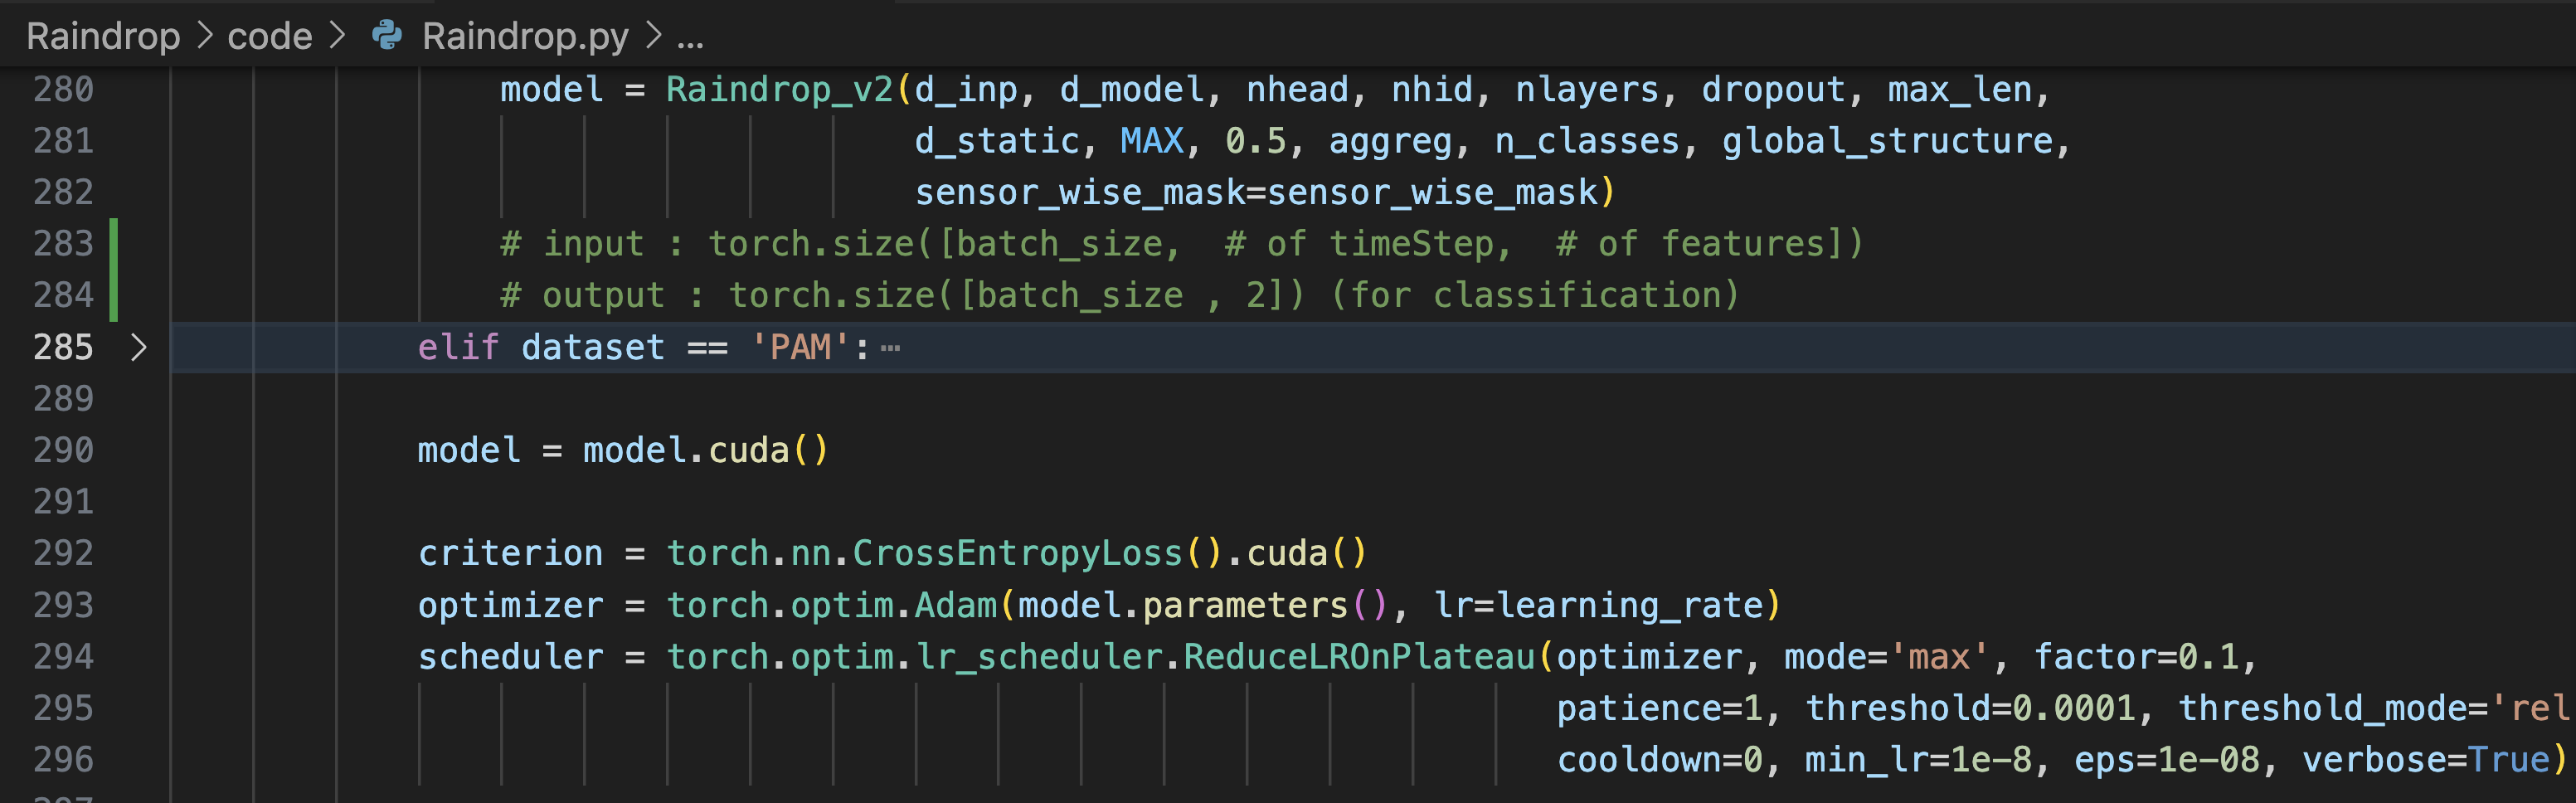 Raindrop > code > Raindrop.py > ...
280 model = Raindrop_v2(d_inp, d_model, nhead, nhid, nlayers, dropout, max_len,
281 d_static, MAX, 0.5, aggreg, n_classes, global_structure,
282 sensor_wise_mask=sensor_wise_mask)
283 # input : torch.size([batch_size,  # of timeStep,  # of features])
284 # output : torch.size([batch_size , 2]) (for classification)
285 > elif dataset == 'PAM': ⋯
289
290 model = model.cuda()
291
292 criterion = torch.nn.CrossEntropyLoss().cuda()
293 optimizer = torch.optim.Adam(model.parameters(), lr=learning_rate)
294 scheduler = torch.optim.lr_scheduler.ReduceLROnPlateau(optimizer, mode='max', factor=0.1,
295 patience=1, threshold=0.0001, threshold_mode='rel
296 cooldown=0, min_lr=1e-8, eps=1e-08, verbose=True)